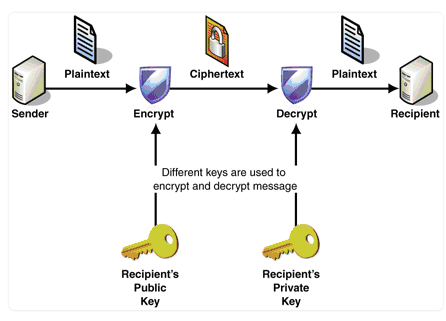 Plaintext
Ciphertext
Plaintext
Sender
Encrypt
Decrypt
Recipient
Different keys are used to
encrypt and decrypt message
Recipient's
Public
Key
Recipient's
Private
Key